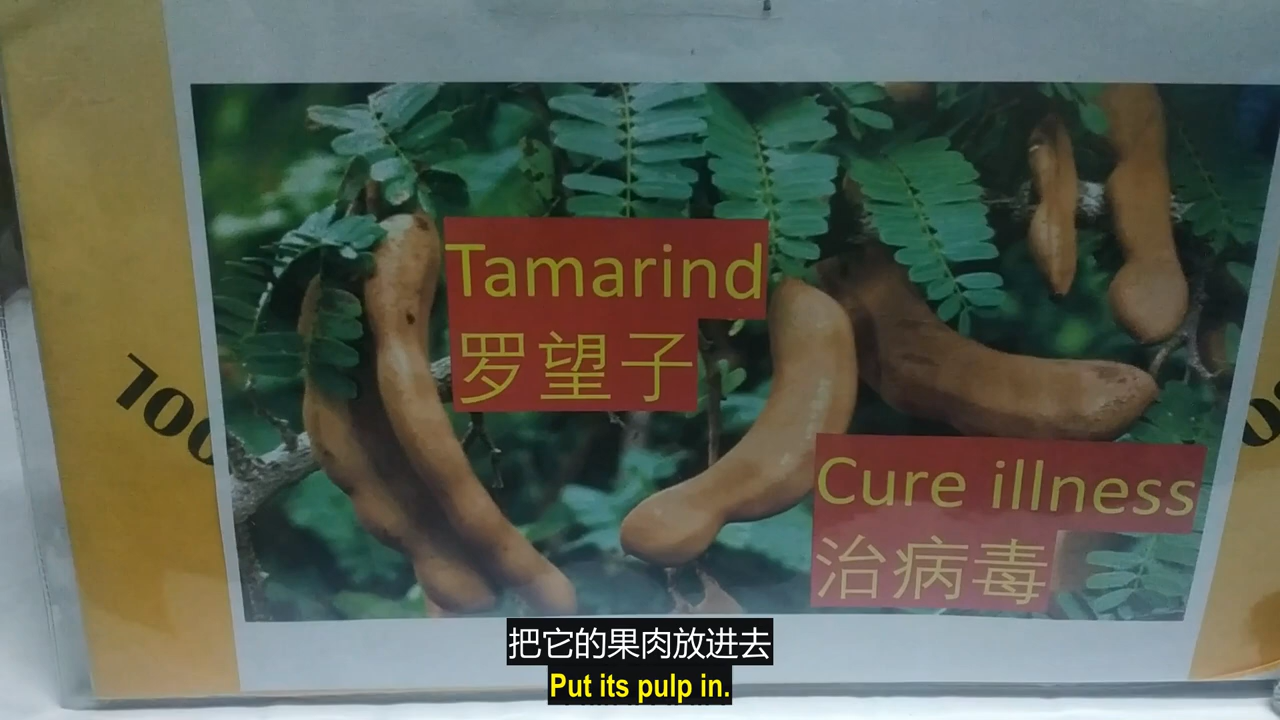 Tamarind
罗望子
Cure illness
治病毒
把它的果肉放进去
Put its pulp in.